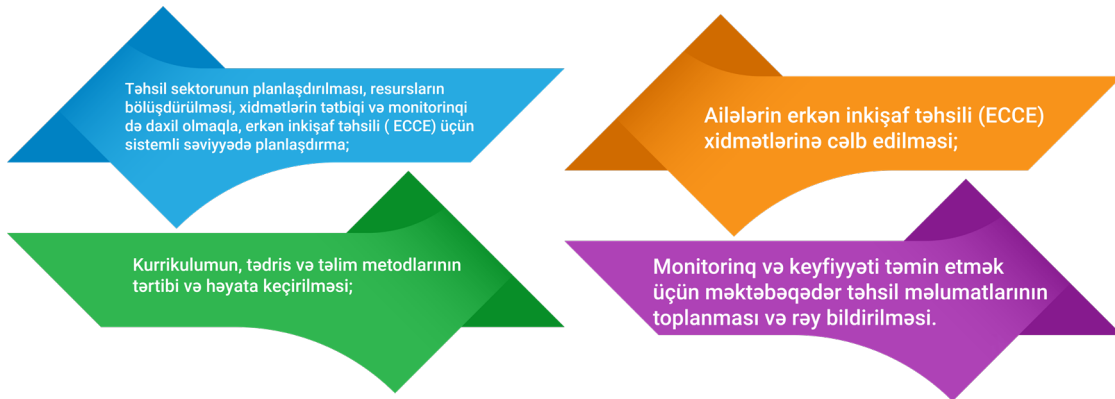 Təhsil sektorunun planlaşdırılması, resursların
bölüşdürülməsi, xidmətlərin tətbiqi və monitorinqi
də daxil olmaqla, erkən inkişaf təhsili ( ECCE) üçün
sistemli səviyyədə planlaşdırma;
Ailələrin erkən inkişaf təhsili (ECCE)
xidmətlərinə cəlb edilməsi;
Kurrikulumun, tədris və təlim metodlarının
tərtibi və həyata keçirilməsi;
Monitorinq və keyfiyyəti təmin etmək
üçün məktəbəqədər təhsil məlumatlarının
toplanması və rəy bildirilməsi.